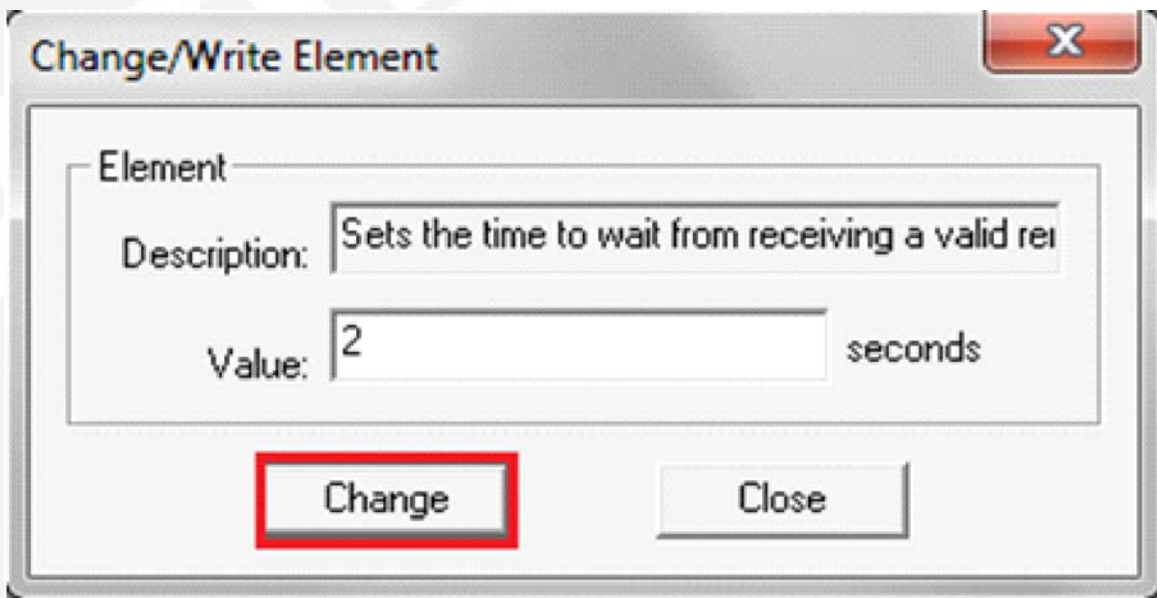 Change/Write Element
Element
Description: Sets the time to wait from receiving a valid
Value: 2 seconds
Change Close